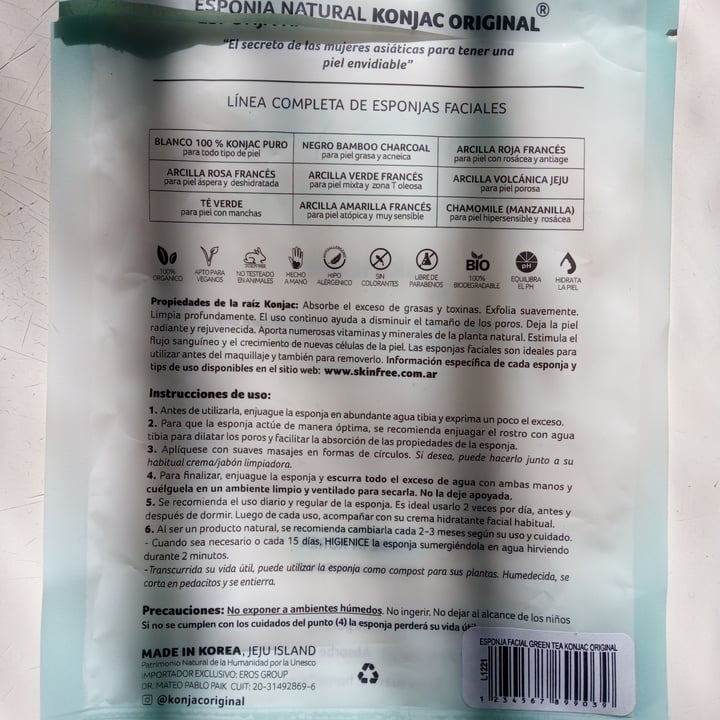 ESPONJA NATURAL KONJAC ORIGINAL®
“El secreto de las mujeres asiáticas para tener una
piel envidiable”
LÍNEA COMPLETA DE ESPONJAS FACIALES
BLANCO 100 % KONJAC PURO
para todo tipo de piel
NEGRO BAMBOO CHARCOAL
para piel grasa y acneica
ARCILLA ROJA FRANCÉS
para piel con rosácea y antiage
ARCILLA ROSA FRANCÉS
para piel áspera y deshidratada
ARCILLA VERDE FRANCÉS
para piel mixta y zona T oleosa
ARCILLA VOLCÁNICA JEJU
para piel porosa
TÉ VERDE
para piel con manchas
ARCILLA AMARILLA FRANCÉS
para piel atópica y muy sensible
CHAMOMILE (MANZANILLA)
para piel hipersensible y rosácea
100%
ORGÁNICO
APTO PARA
VEGANOS
NO TESTEADO
EN ANIMALES
HECHO
A MANO
HIPO
ALERGÉNICO
SIN
COLORANTES
LIBRE DE
PARABENOS
BIO
100%
BIODEGRADABLE
pH
EQUILIBRA
EL PH
HIDRATA
LA PIEL
Propiedades de la raíz Konjac: Absorbe el exceso de grasas y toxinas. Exfolia suavemente.
Limpia profundamente. El uso continuo ayuda a disminuir el tamaño de los poros. Deja la piel
radiante y rejuvenecida. Aporta numerosas vitaminas y minerales de la planta natural. Estimula el
flujo sanguíneo y el crecimiento de nuevas células de la piel. Las esponjas faciales son ideales para
utilizar antes del maquillaje y también para removerlo. Información específica de cada esponja y
tips de uso disponibles en el sitio web: www.skinfree.com.ar
Instrucciones de uso:
1. Antes de utilizarla, enjuague la esponja en abundante agua tibia y exprima un poco el exceso.
2. Para que la esponja actúe de manera óptima, se recomienda enjuagar el rostro con agua
tibia para dilatar los poros y facilitar la absorción de las propiedades de la esponja.
3. Aplíquese con suaves masajes en formas de círculos. Si desea, puede hacerlo junto a su
habitual crema/jabón limpiadora.
4. Para finalizar, enjuague la esponja y escurra todo el exceso de agua con ambas manos y
cuélguela en un ambiente limpio y ventilado para secarla. No la deje apoyada.
5. Se recomienda el uso diario y regular de la esponja. Es ideal usarlo 2 veces por día, antes y
después de dormir. Luego de cada uso, acompañar con su crema hidratante facial habitual.
6. Al ser un producto natural, se recomienda cambiarla cada 2-3 meses según su uso y cuidado.
- Cuando sea necesario o cada 15 días, HIGIENICE la esponja sumergiéndola en agua hirviendo
durante 2 minutos.
- Transcurrida su vida útil, puede utilizar la esponja como compost para sus plantas. Humedecida, se
corta en pedacitos y se entierra.
Precauciones: No exponer a ambientes húmedos. No ingerir. No dejar al alcance de los niños
Si no se cumplen con los cuidados del punto (4) la esponja perderá su vida útil
MADE IN KOREA, JEJU ISLAND
Patrimonio Natural de la Humanidad por la Unesco
IMPORTADOR EXCLUSIVO: EROS GROUP
DR. MATEO PABLO PAIK CUIT: 20-31492869-6
@konjacoriginal
ESPONJA FACIAL GREEN TEA KONJAC ORIGINAL
L1221
1 234567 899039